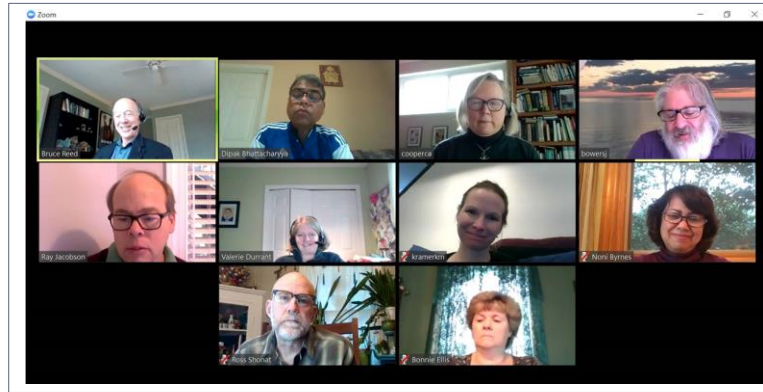 Zoom
Bruce Reed
Dipak Bhattacharyya
cooperca
bowersj
Ray Jacobson
Valerie Durrant
kramerkm
Noni Byrnes
Ross Shonat
Bonnie Ellis